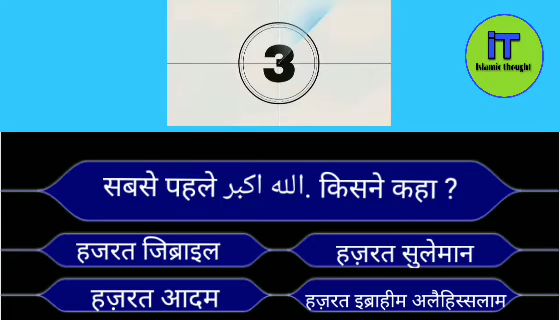 3
iT
Islamic thought
सबसे पहले الله اكبر. किसने कहा ?
हजरत जिब्राइल
हज़रत सुलेमान
हज़रत आदम
हज़रत इब्राहीम अलैहिस्सलाम